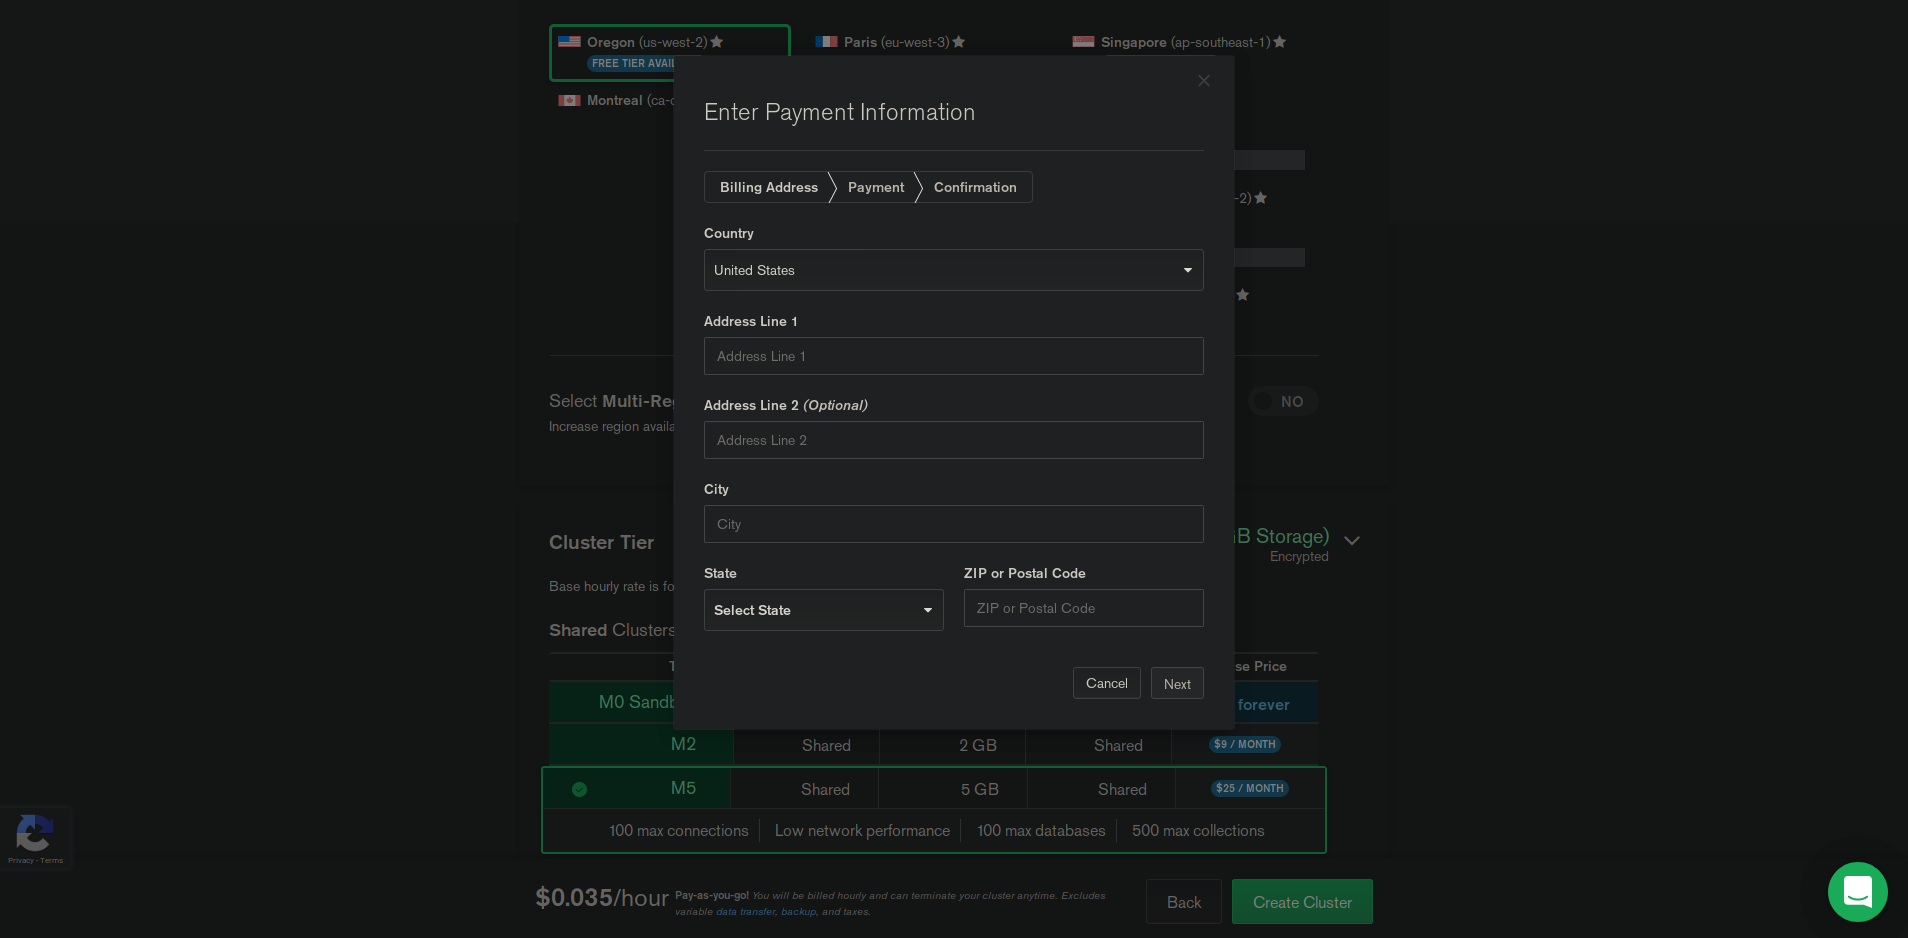 Oregon (us-west-2)
Paris (eu-west-3)
Singapore (ap-southeast-1)
FREE TIER AVAIL
Montreal (ca-c
Enter Payment Information
Billing Address
Payment
Confirmation
-2)
Country
United States
Address Line 1
Address Line 1
Select Multi-Reg
NO
Increase region availa
Address Line 2 (Optional)
Address Line 2
City
City
Cluster Tier
GB Storage)
Encrypted
Base hourly rate is fo
State
ZIP or Postal Code
Select State
ZIP or Postal Code
Shared Clusters
se Price
Cancel
Next
M0 Sandb
forever
M2
Shared
2 GB
Shared
$9 / MONTH
M5
Shared
5 GB
Shared
$25 / MONTH
100 max connections
Low network performance
100 max databases
500 max collections
Privacy - Terms
$0.035/hour
Pay-as-you-go! You will be billed hourly and can terminate your cluster anytime. Excludes
variable data transfer, backup, and taxes.
Back
Create Cluster